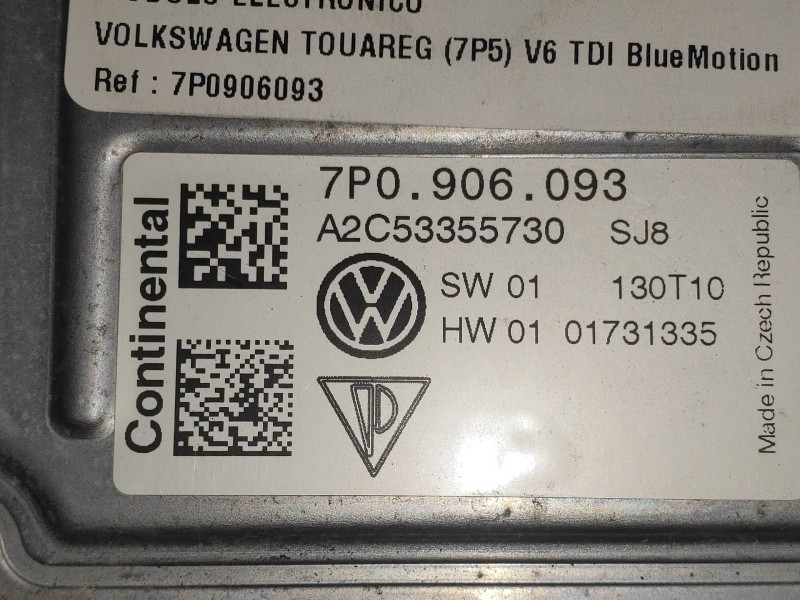 ELECTRONICO
VOLKSWAGEN TOUAREG (7P5) V6 TDI BlueMotion
Ref : 7P0906093
7P0.906.093
A2C53355730 SJ8
SW 01 130T10
HW 01 01731335
Continental
Made in Czech Republic